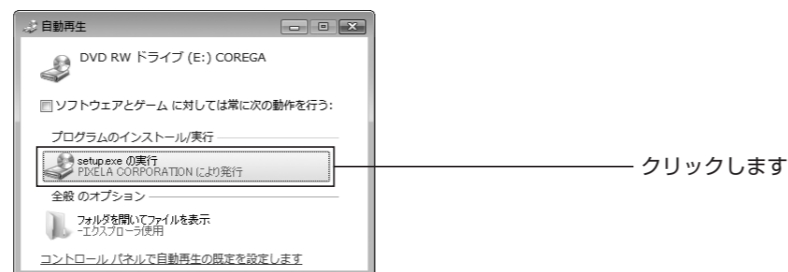 自動再生
DVD RW ドライブ (E:) COREGA
ソフトウェアとゲーム に対しては常に次の動作を行う:
プログラムのインストール/実行
setup.exe の実行
PIXELA CORPORATION により発行
クリックします
全般 のオプション
フォルダを開いてファイルを表示
-エクスプローラ使用
コントロール パネルで自動再生の既定を設定します